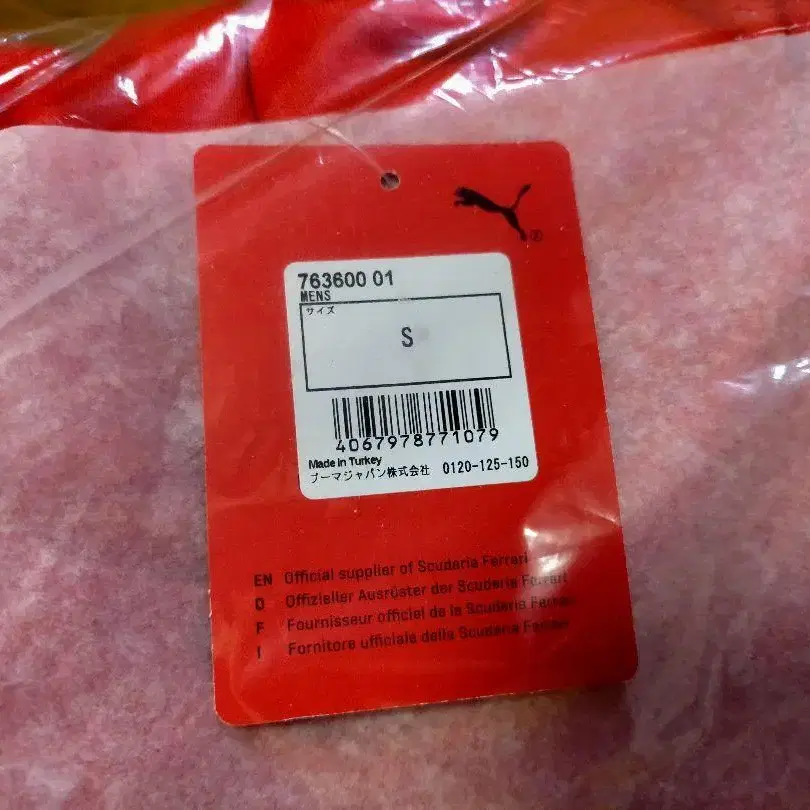 763600 01
MENS
サイズ
S
4067978771079
Made in Turkey
プーマジャパン株式会社 0120-125-150
EN Official supplier of Scuderia Ferrari
D Offizieller Ausrüster der Scuderia Ferrari
F Fournisseur officiel de la Scuderia Ferrari
I Fornitore ufficiale della Scuderia Ferrari